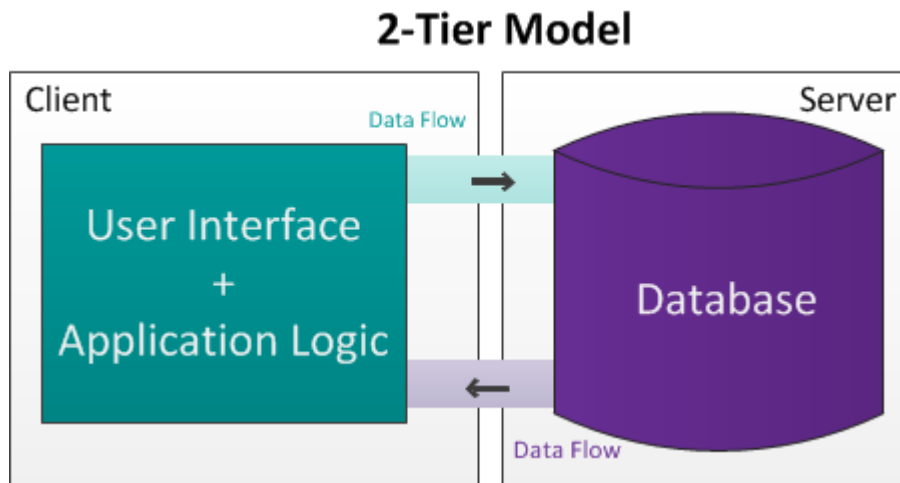 2-Tier Model
Client
Server
Data Flow
User Interface
+
Application Logic
Database
Data Flow